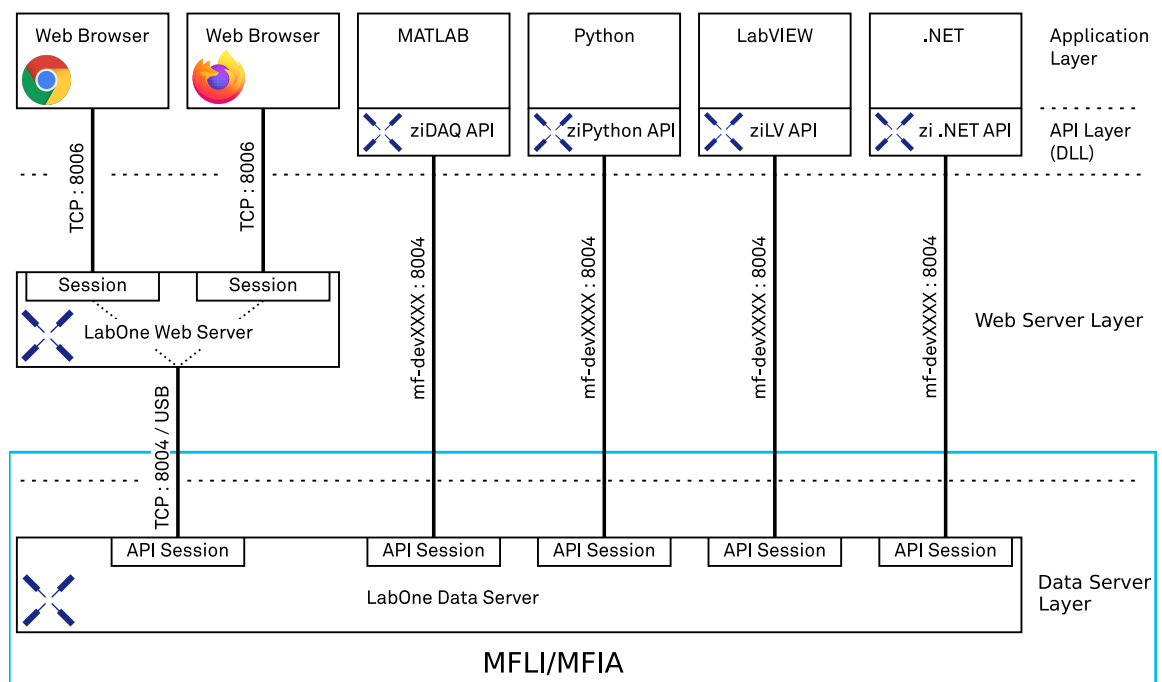 Web Browser
Web Browser
MATLAB
Python
LabVIEW
.NET
Application
Layer
ziDAQ API
ziPython API
ziLV API
zi .NET API
API Layer
(DLL)
TCP : 8006
TCP : 8006
mf-devXXXX : 8004
mf-devXXXX : 8004
mf-devXXXX : 8004
mf-devXXXX : 8004
Session
Session
LabOne Web Server
Web Server Layer
TCP : 8004 / USB
API Session
API Session
API Session
API Session
API Session
LabOne Data Server
Data Server
Layer
MFLI/MFIA